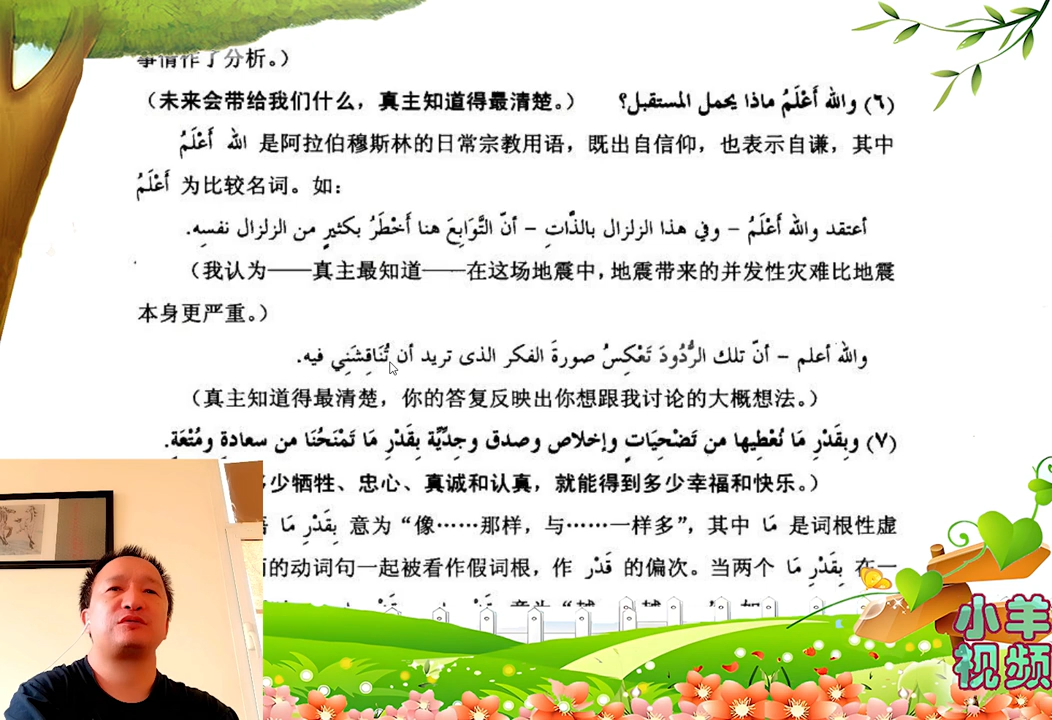 事情作了分析。）
（未来会带给我们什么，真主知道得最清楚。） (٦) والله أَعْلَمُ ماذا يحمل المستقبل؟
الله أَعْلَمُ 是阿拉伯穆斯林的日常宗教用语，既出自信仰，也表示自谦，其中
أَعْلَمُ 为比较名词。如：
أعتقد والله أَعْلَمُ – وفي هذا الزلزال بالذَّاتِ – أنّ التَّوَابِعَ هنا أَخْطَرُ بكثيرٍ من الزلزال نفسِه.
（我认为——真主最知道——在这场地震中，地震带来的并发性灾难比地震
本身更严重。）
والله أعلم – أنّ تلك الرُّدُودَ تَعْكِسُ صورةَ الفكر الذى تريد أن تُنَاقِشَنِي فيه.
（真主知道得最清楚，你的答复反映出你想跟我讨论的大概想法。）
(٧) وبِقَدْرِ مَا نُعْطِيها من تَضْحِيَاتٍ وإخلاص وصدق وجِدِّيَّة بِقَدْرِ مَا تَمْنَحُنَا من سعادةٍ ومُتْعَةٍ.
少牺牲、忠心、真诚和认真，就能得到多少幸福和快乐。）
بِقَدْرِ مَا 意为“像……那样，与……一样多”，其中 مَا 是词根性虚
的动词句一起被看作假词根，作 قَدْرِ 的偏次。当两个 بِقَدْرِ مَا 在一
小羊
视频